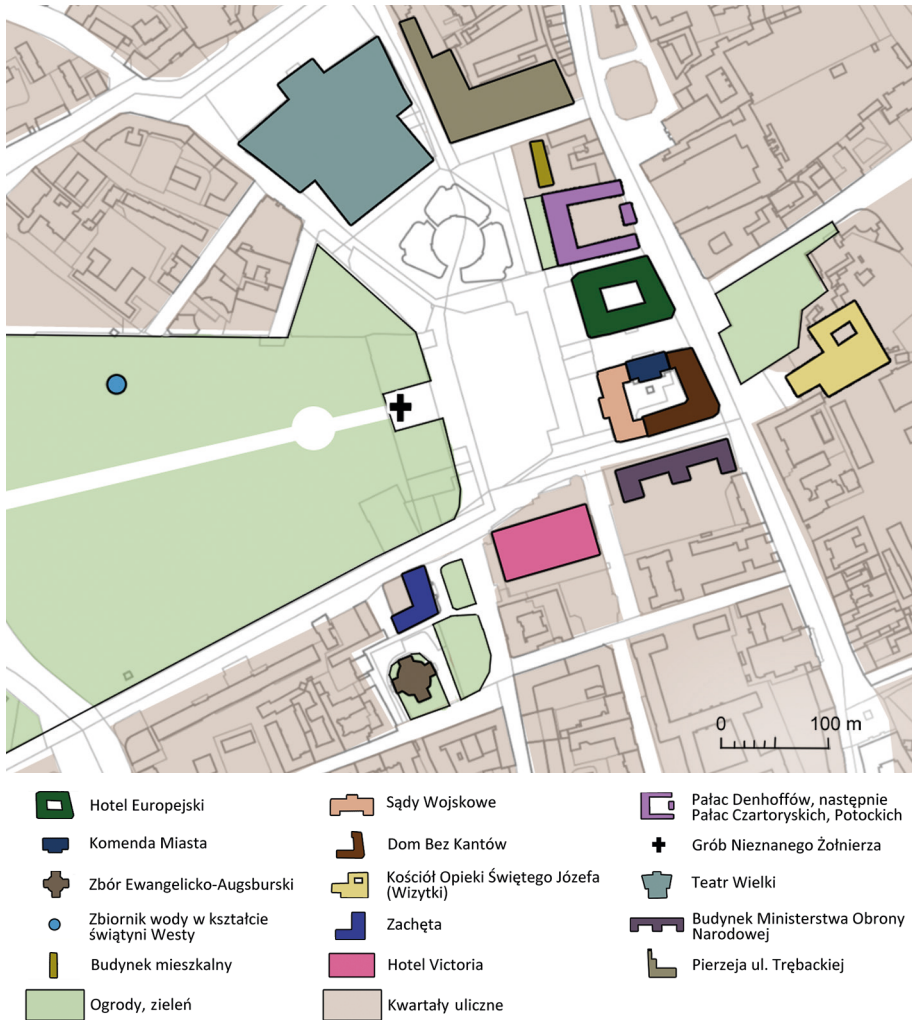 0 100 m
Hotel Europejski
Komenda Miasta
Zbór Ewangelicko-Augsburski
Zbiornik wody w kształcie
świątyni Westy
Budynek mieszkalny
Ogrody, zieleń
Sądy Wojskowe
Dom Bez Kantów
Kościół Opieki Świętego Józefa
(Wizytki)
Zachęta
Hotel Victoria
Kwartały uliczne
Pałac Denhoffów, następnie
Pałac Czartoryskich, Potockich
Grób Nieznanego Żołnierza
Teatr Wielki
Budynek Ministerstwa Obrony
Narodowej
Pierzeja ul. Trębackiej